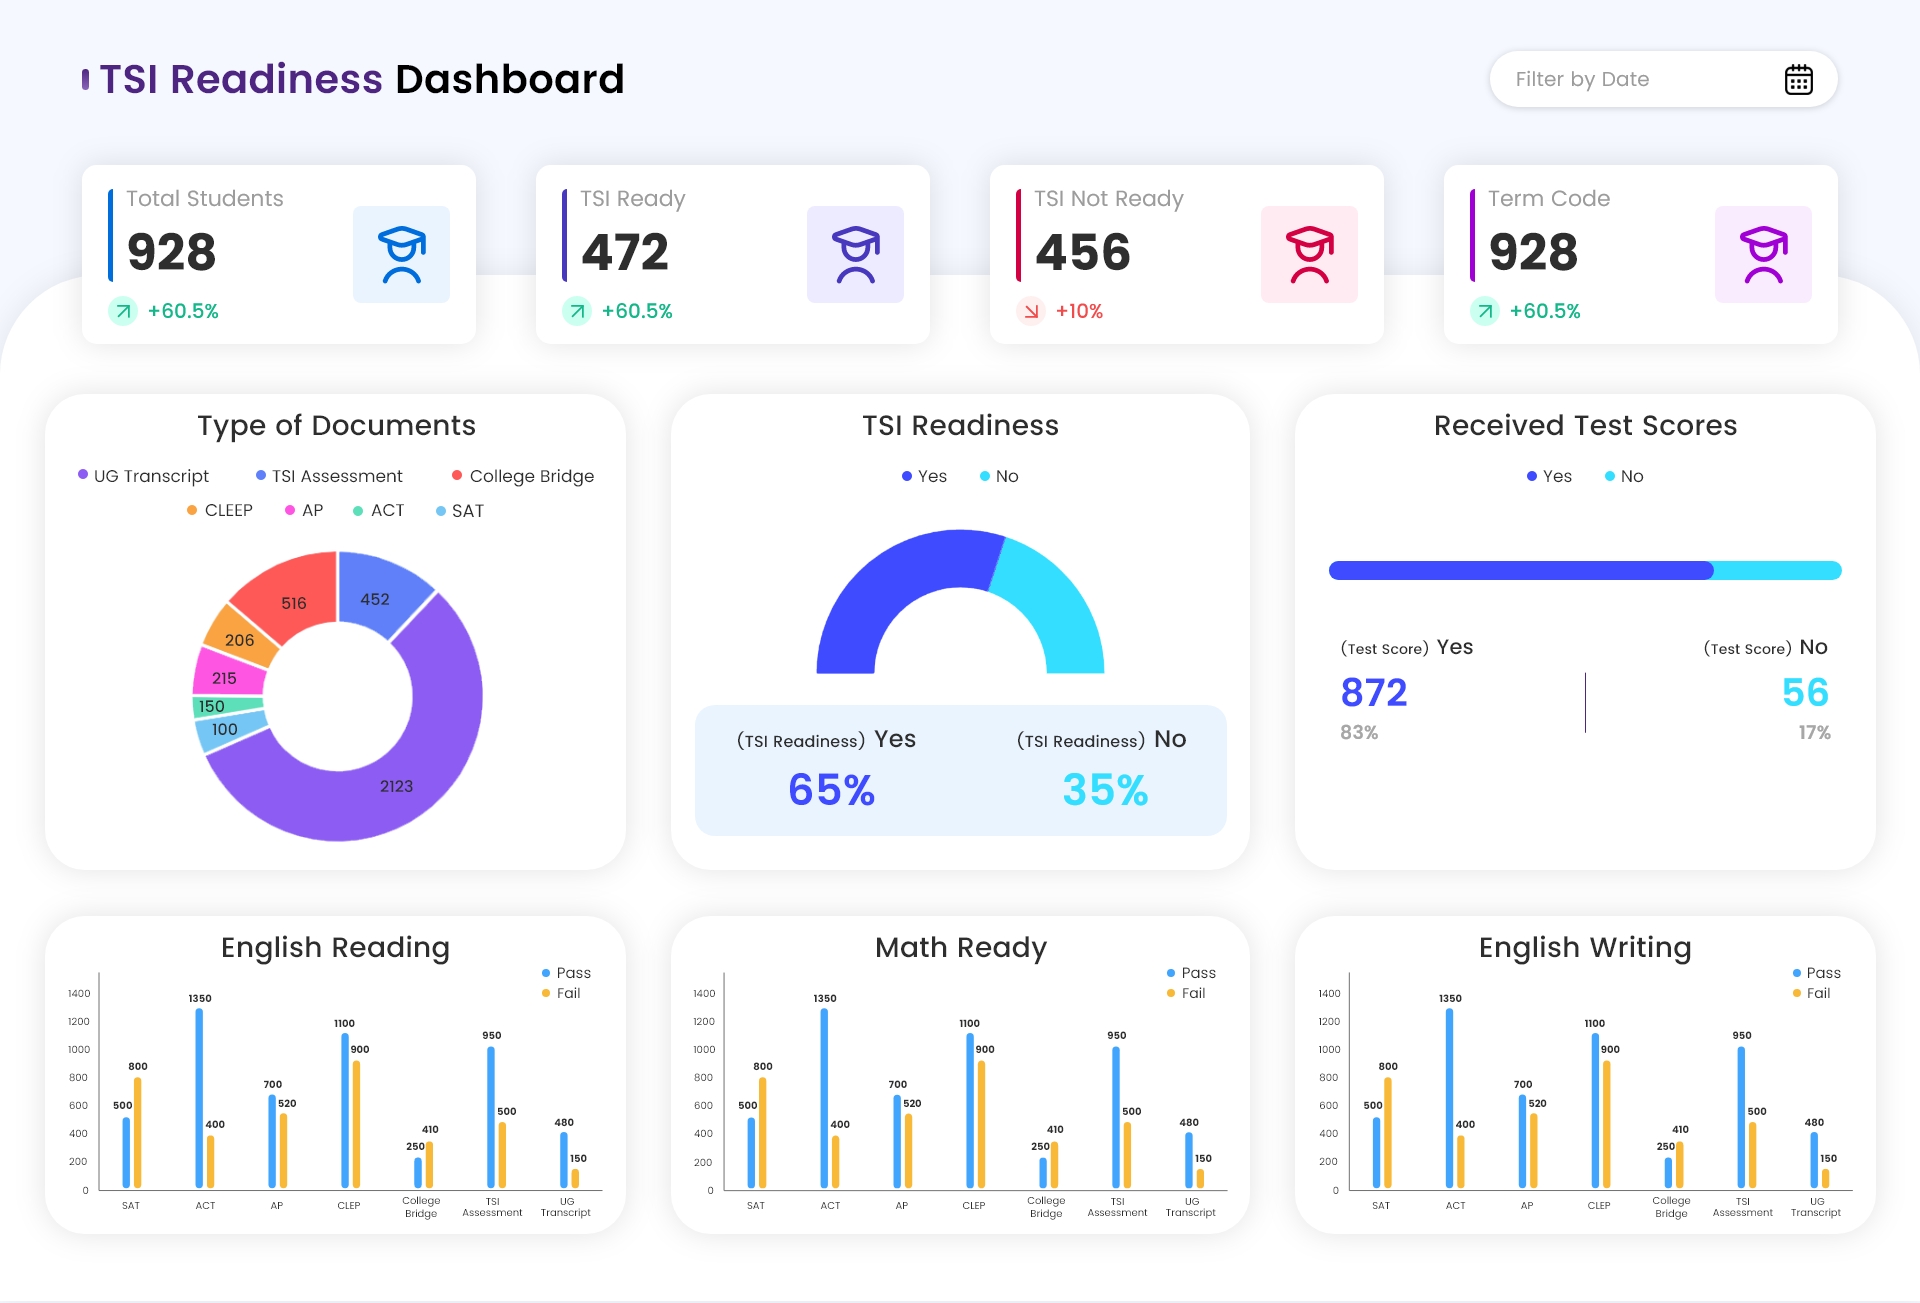 TSI Readiness Dashboard
Filter by Date
Total Students
928
+60.5%
TSI Ready
472
+60.5%
TSI Not Ready
456
+10%
Term Code
928
+60.5%
Type of Documents
UG Transcript TSI Assessment College Bridge
CLEEP AP ACT SAT
516 452
206
215
150
100
2123
TSI Readiness
Yes No
(TSI Readiness) Yes (TSI Readiness) No
65% 35%
Received Test Scores
Yes No
(Test Score) Yes (Test Score) No
872 56
83% 17%
English Reading
Pass
Fail
1400
1200
1000
800
600
400
200
0
500 800
1350 400
700 520
1100 900
250 410
950 500
480 150
SAT ACT AP CLEP College Bridge TSI Assessment UG Transcript
Math Ready
Pass
Fail
1400
1200
1000
800
600
400
200
0
500 800
1350 400
700 520
1100 900
250 410
950 500
480 150
SAT ACT AP CLEP College Bridge TSI Assessment UG Transcript
English Writing
Pass
Fail
1400
1200
1000
800
600
400
200
0
500 800
1350 400
700 520
1100 900
250 410
950 500
480 150
SAT ACT AP CLEP College Bridge TSI Assessment UG Transcript